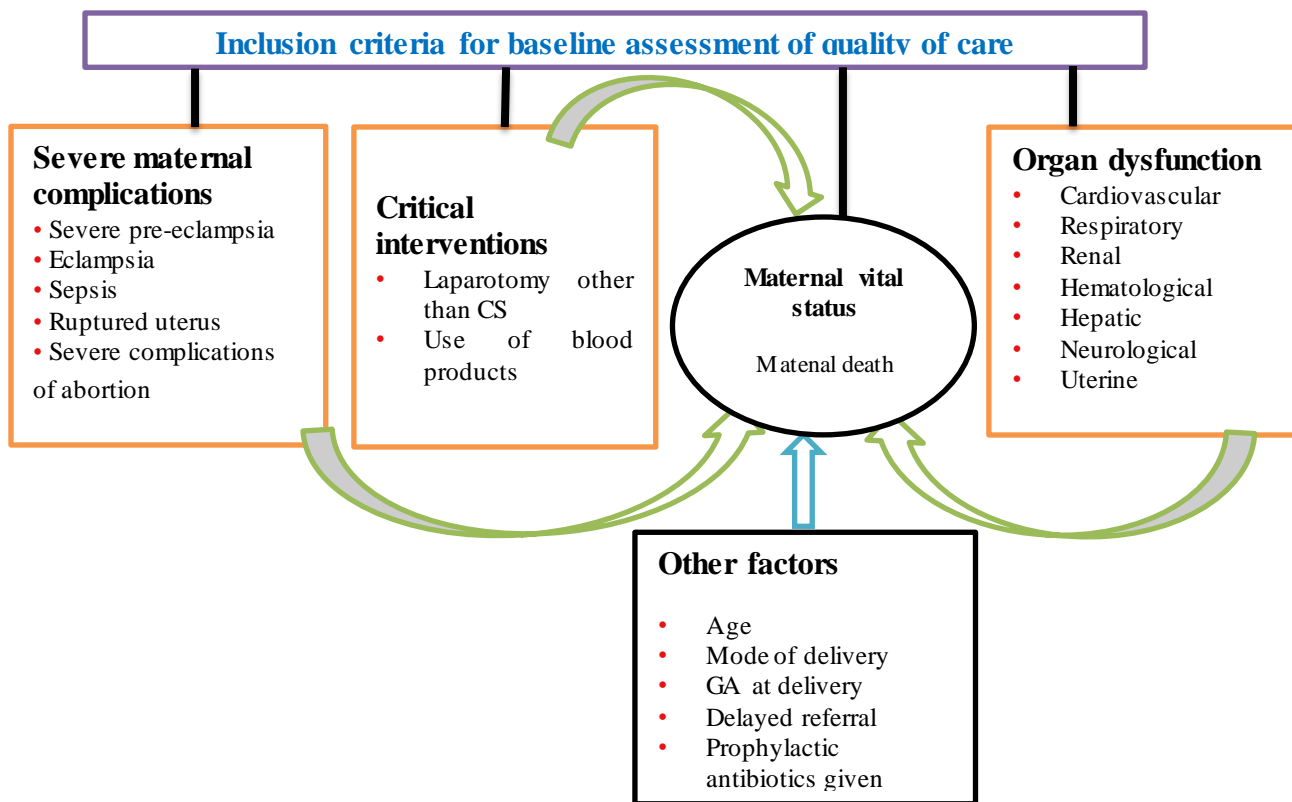 Inclusion criteria for baseline assessment of quality of care
Severe maternal
complications
• Severe pre-eclampsia
• Eclampsia
• Sepsis
• Ruptured uterus
• Severe complications
of abortion
Critical
interventions
• Laparotomy other
than CS
• Use of blood
products
Maternal vital
status
Matenal death
Organ dysfunction
• Cardiovascular
• Respiratory
• Renal
• Hematological
• Hepatic
• Neurological
• Uterine
Other factors
• Age
• Mode of delivery
• GA at delivery
• Delayed referral
• Prophylactic
antibiotics given